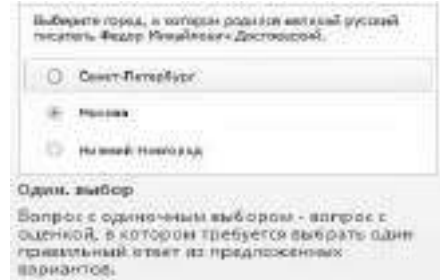 Выберите город, в котором родился великий русский
писатель Федор Михайлович Достоевский.
Санкт-Петербург
Москва
Нижний Новгород
Один. выбор
Вопрос с одиночным выбором - вопрос с
оценкой, в котором требуется выбрать один
правильный ответ из предложенных
вариантов.